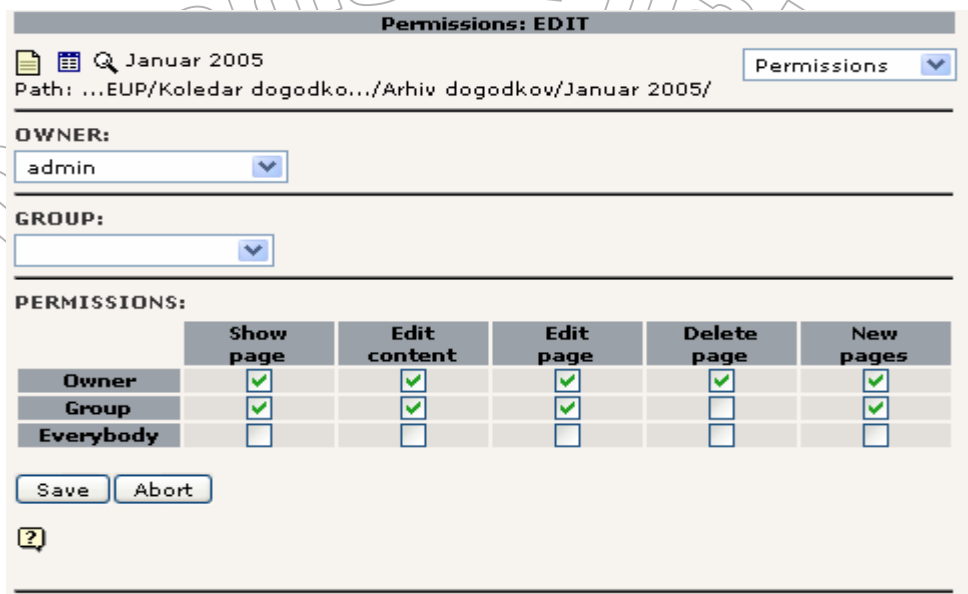 Permissions: EDIT
Januar 2005
Permissions
Path: ...EUP/Koledar dogodko.../Arhiv dogodkov/Januar 2005/
OWNER:
admin
GROUP:
PERMISSIONS:
Show page Edit content Edit page Delete page New pages
Owner
Group
Everybody
Save Abort
?